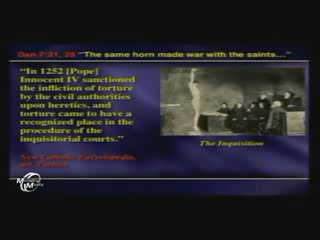 Dan 7:21, 25 "The same horn made war with the saints..."
"In 1252 [Pope]
Innocent IV sanctioned
the infliction of torture
by the civil authorities
upon heretics, and
torture came to have a
recognized place in the
procedure of the
inquisitorial courts."
New Catholic Encyclopedia,
art. Torture
The Inquisition